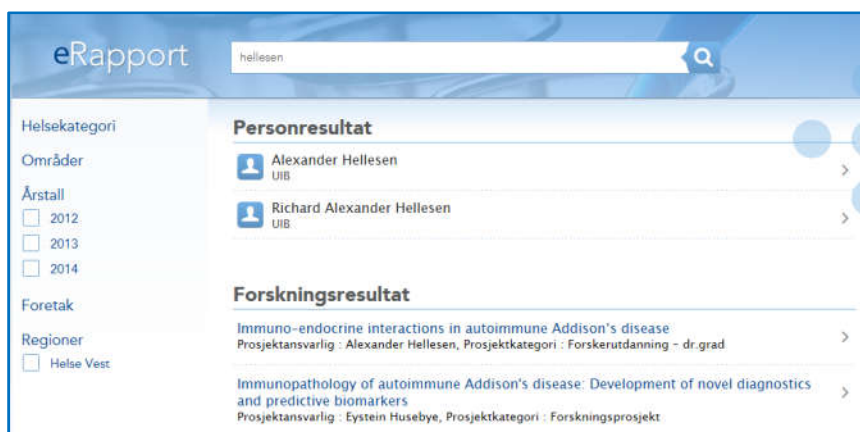 eRapport
hellesen
Helsekategori
Områder
Årstall
2012
2013
2014
Foretak
Regioner
Helse Vest
Personresultat
Alexander Hellesen
UIB
Richard Alexander Hellesen
UIB
Forskningsresultat
Immuno-endocrine interactions in autoimmune Addison's disease
Prosjektansvarlig : Alexander Hellesen, Prosjektkategori : Forskerutdanning - dr.grad
Immunopathology of autoimmune Addison's disease: Development of novel diagnostics
and predictive biomarkers
Prosjektansvarlig : Eystein Husebye, Prosjektkategori : Forskningsprosjekt